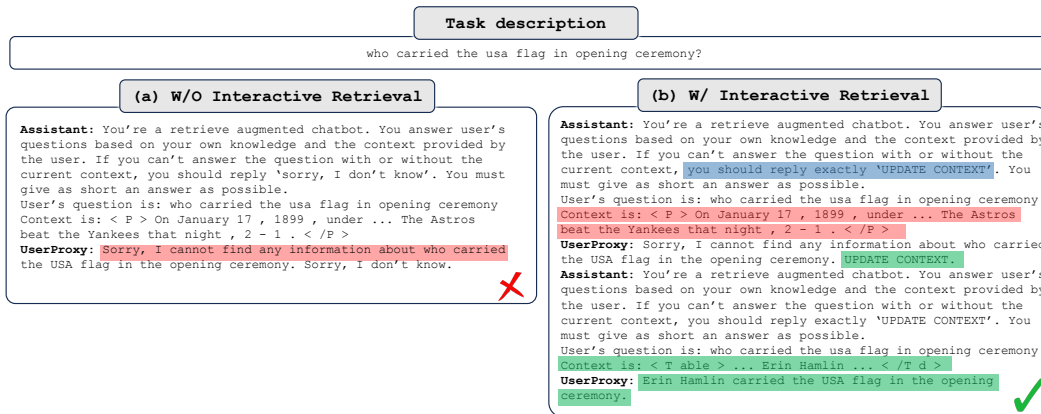 Task description
who carried the usa flag in opening ceremony?
(a) W/O Interactive Retrieval
Assistant: You're a retrieve augmented chatbot. You answer user's
questions based on your own knowledge and the context provided by
the user. If you can't answer the question with or without the
current context, you should reply ‘sorry, I don't know’. You must
give as short an answer as possible.
User's question is: who carried the usa flag in opening ceremony
Context is: < P > On January 17 , 1899 , under ... The Astros
beat the Yankees that night , 2 - 1 . < /P >
UserProxy: Sorry, I cannot find any information about who carried
the USA flag in the opening ceremony. Sorry, I don't know.
(b) W/ Interactive Retrieval
Assistant: You're a retrieve augmented chatbot. You answer user's
questions based on your own knowledge and the context provided by
the user. If you can't answer the question with or without the
current context, you should reply exactly ‘UPDATE CONTEXT’. You
must give as short an answer as possible.
User's question is: who carried the usa flag in opening ceremony
Context is: < P > On January 17 , 1899 , under ... The Astros
beat the Yankees that night , 2 - 1 . < /P >
UserProxy: Sorry, I cannot find any information about who carried
the USA flag in the opening ceremony. UPDATE CONTEXT.
Assistant: You're a retrieve augmented chatbot. You answer user's
questions based on your own knowledge and the context provided by
the user. If you can't answer the question with or without the
current context, you should reply exactly ‘UPDATE CONTEXT’. You
must give as short an answer as possible.
User's question is: who carried the usa flag in opening ceremony
Context is: < T able > ... Erin Hamlin ... < /T d >
UserProxy: Erin Hamlin carried the USA flag in the opening
ceremony.